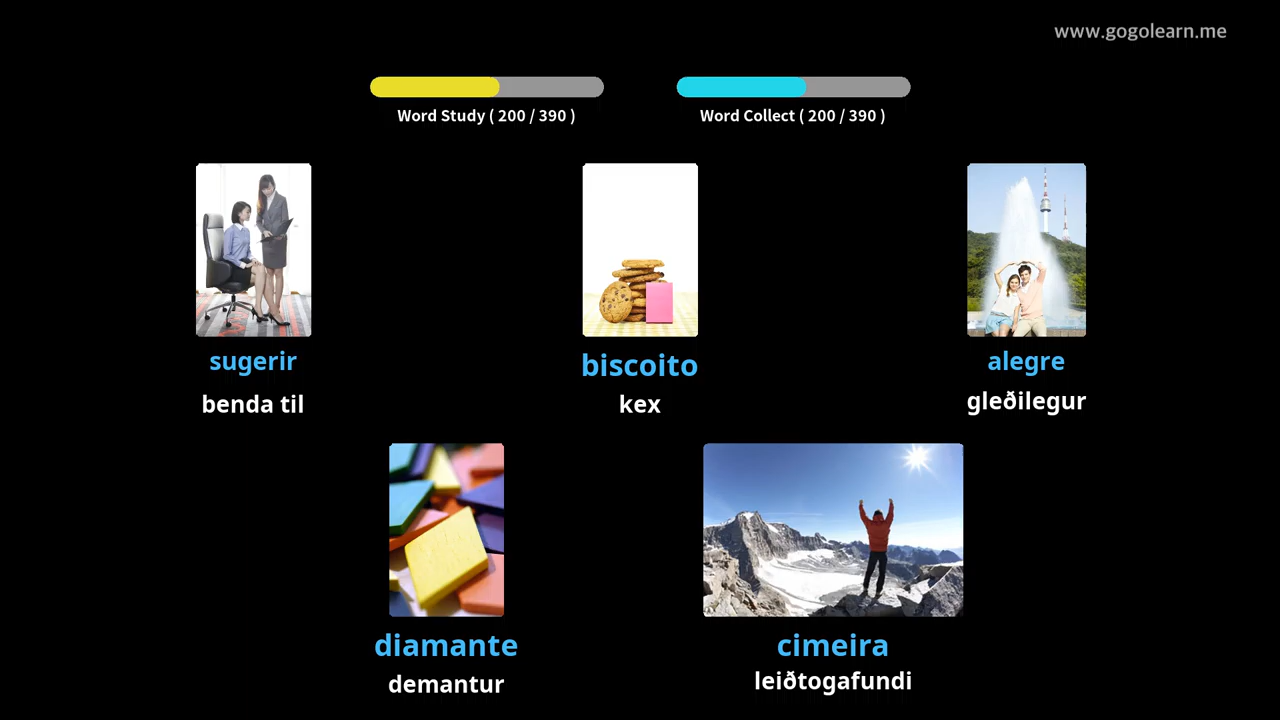 www.gogolearn.me
Word Study ( 200 / 390 )
Word Collect ( 200 / 390 )
sugerir
benda til
biscoito
kex
alegre
gleðilegur
diamante
demantur
cimeira
leiðtogafundi